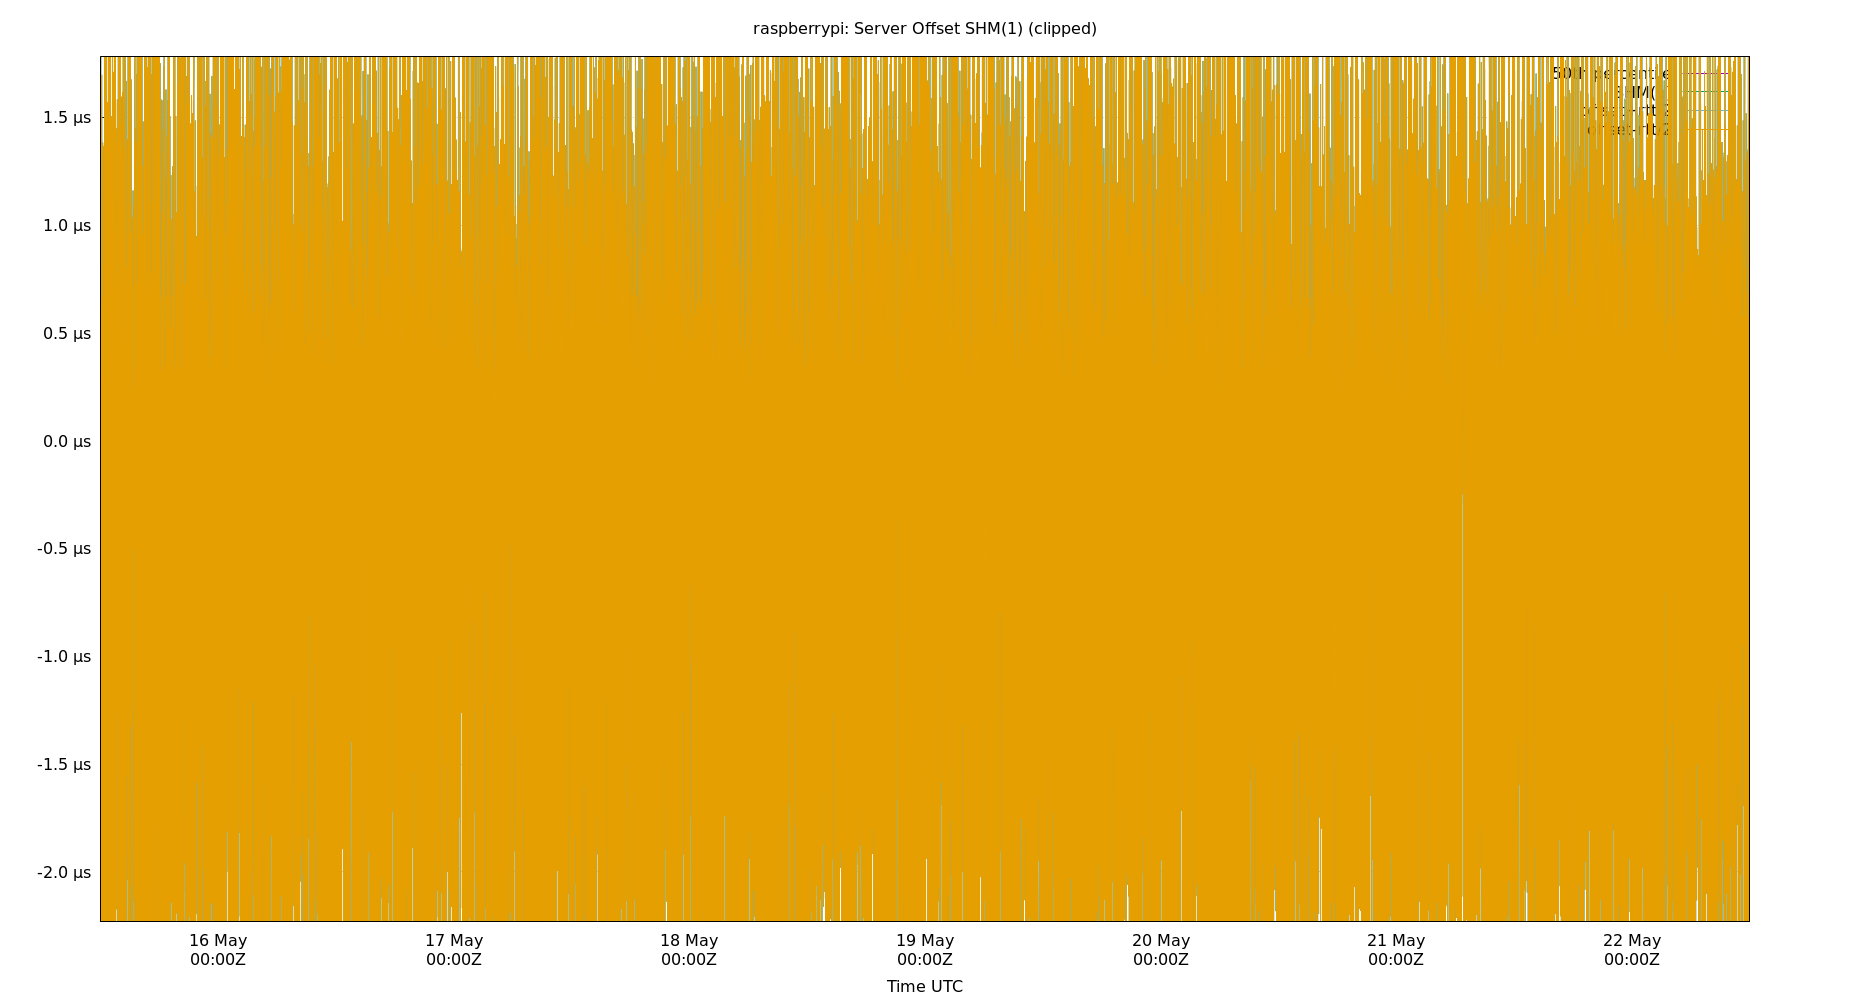 raspberrypi: Server Offset SHM(1) (clipped)
50th percentile
1.5 µs
1.0 µs
0.5 µs
0.0 µs
-0.5 µs
-1.0 µs
-1.5 µs
-2.0 µs
16 May 17 May 18 May 19 May 20 May 21 May 22 May
00:00Z 00:00Z 00:00Z 00:00Z 00:00Z 00:00Z 00:00Z
Time UTC